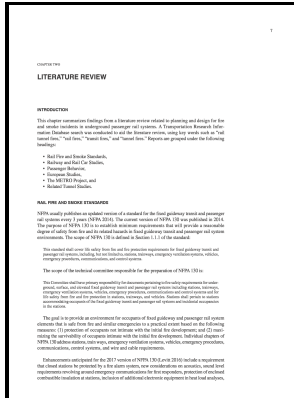 7
CHAPTER TWO
LITERATURE REVIEW
INTRODUCTION
This chapter summarizes findings from a literature review related to planning and design for fire
and smoke incidents in underground passenger rail systems. A Transportation Research Infor-
mation Database search was conducted to aid the literature review, using key words such as "rail
tunnel fires," "rail fires," "transit fires," and "tunnel fires." Reports are grouped under the following
headings:
• Rail Fire and Smoke Standards,
• Railway and Rail Car Studies,
• Passenger Behavior,
• European Studies,
• The METRO Project, and
• Related Tunnel Studies.
RAIL FIRE AND SMOKE STANDARDS
NFPA usually publishes an updated version of a standard for the fixed guideway transit and passenger
rail systems every 3 years (NFPA 2014). The current version of NFPA 130 was published in 2014.
The purpose of NFPA 130 is to establish minimum requirements that will provide a reasonable
degree of safety from fire and its related hazards in fixed guideway transit and passenger rail system
environments. The scope of NFPA 130 is defined in Section 1.1.1 of the standard:
This standard shall cover life safety from fire and fire protection requirements for fixed guideway transit and
passenger rail systems, including, but not limited to, stations, trainways, emergency ventilation systems, vehicles,
emergency procedures, communications, and control systems.
The scope of the technical committee responsible for the preparation of NFPA 130 is:
This Committee shall have primary responsibility for documents pertaining to fire safety requirements for under-
ground, surface, and elevated fixed guideway transit and passenger rail systems including stations, trainways,
emergency ventilation systems, vehicles, emergency procedures, communications and control systems and for
life safety from fire and fire protection in stations, trainways, and vehicles. Stations shall pertain to stations
accommodating occupants of the fixed guideway transit and passenger rail systems and incidental occupancies
in the stations.
The goal is to provide an environment for occupants of fixed guideway and passenger rail system
elements that is safe from fire and similar emergencies to a practical extent based on the following
measures: (1) protection of occupants not intimate with the initial fire development; and (2) maxi-
mizing the survivability of occupants intimate with the initial fire development. Individual chapters of
NFPA 130 address stations, train ways, emergency ventilation systems, vehicles, emergency procedures,
communications, control systems, and wire and cable requirements.
Enhancements anticipated for the 2017 version of NFPA 130 (Levitt 2016) include a requirement
that closed stations be protected by a fire alarm system, new considerations on acoustics, sound level
requirements revolving around emergency communications for first responders, protection of enclosed
combustible insulation at stations, inclusion of additional electronic equipment in heat load analyses,